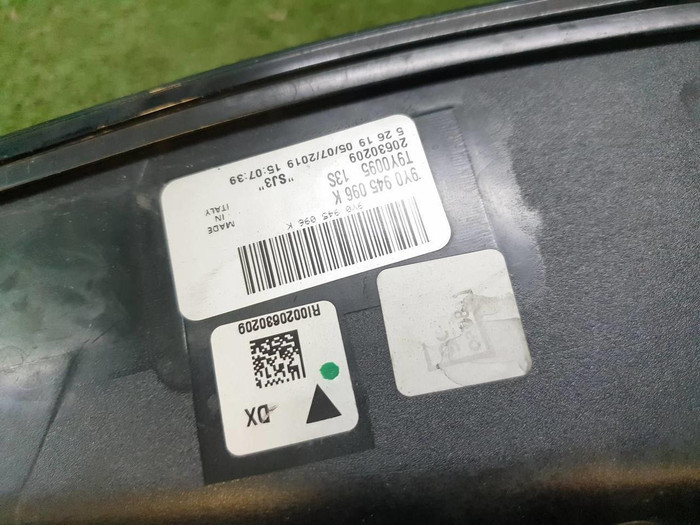 9Y0 945 096 K
T9Y0095 13S
20630209 "SJ3"
5 26 19 05/07/2019 15:07:39
9Y0 945 096 K
MADE
IN
ITALY
RI0020630209
DX